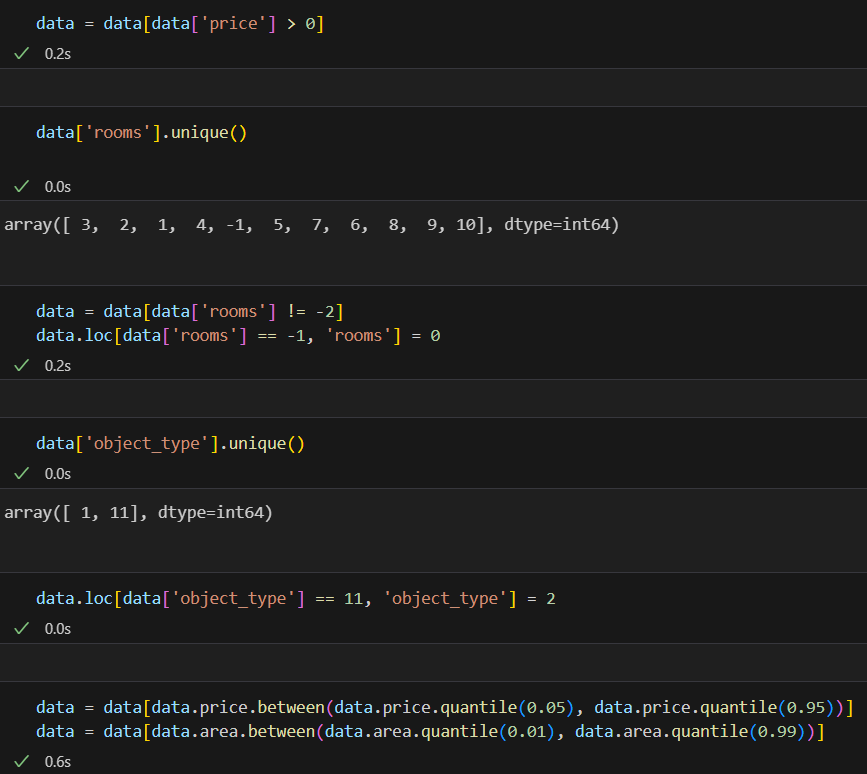 data = data[data['price'] > 0]
✓ 0.2s
data['rooms'].unique()
✓ 0.0s
array([ 3,  2,  1,  4, -1,  5,  7,  6,  8,  9, 10], dtype=int64)
data = data[data['rooms'] != -2]
data.loc[data['rooms'] == -1, 'rooms'] = 0
✓ 0.2s
data['object_type'].unique()
✓ 0.0s
array([ 1, 11], dtype=int64)
data.loc[data['object_type'] == 11, 'object_type'] = 2
✓ 0.0s
data = data[data.price.between(data.price.quantile(0.05), data.price.quantile(0.95))]
data = data[data.area.between(data.area.quantile(0.01), data.area.quantile(0.99))]
✓ 0.6s